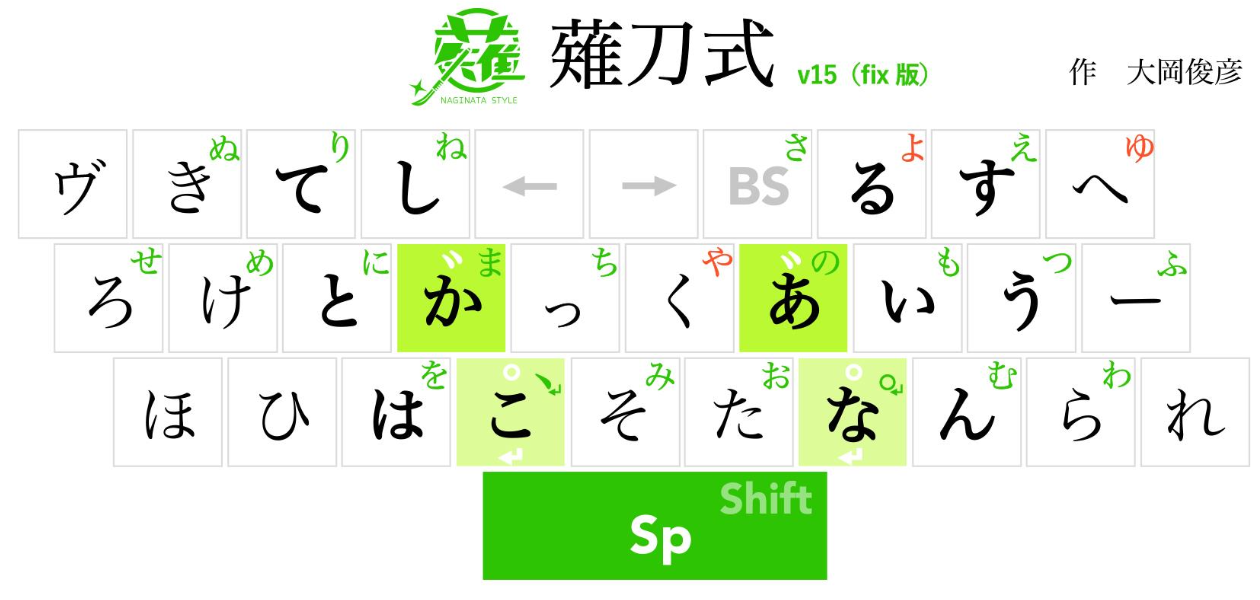 薙刀式 v15（fix 版） 作 大岡俊彦
NAGINATA STYLE
ヴ き ぬ て り し ね ← → BS さ る よ す え へ ゆ
ろ せ け め と に か ゛ ま っ ち く や あ ゛ の い も う つ ー ふ
ほ ひ は を こ ゜ 、↵ ↵ そ み た お な ゜ 。↵ ↵ ん む ら わ れ
Shift
Sp